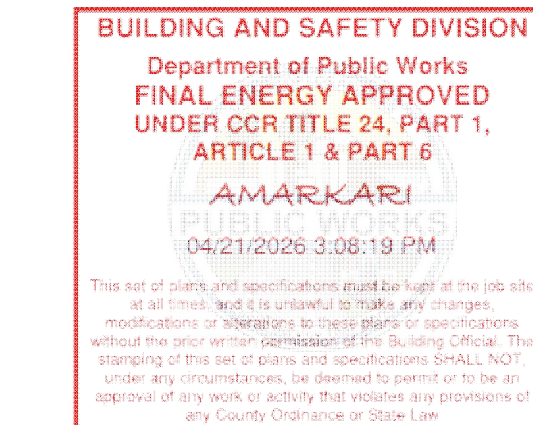 BUILDING AND SAFETY DIVISION
Department of Public Works
FINAL ENERGY APPROVED
UNDER CCR TITLE 24, PART 1,
ARTICLE 1 & PART 6
AMARKARI
PUBLIC WORKS
04/21/2026 3:08:19 PM
This set of plans and specifications must be kept at the job site
at all times, and it is unlawful to make any changes,
modifications or alterations to these plans or specifications
without the prior written permission of the Building Official. The
stamping of this set of plans and specifications SHALL NOT,
under any circumstances, be deemed to permit or to be an
approval of any work or activity that violates any provisions of
any County Ordinance or State Law